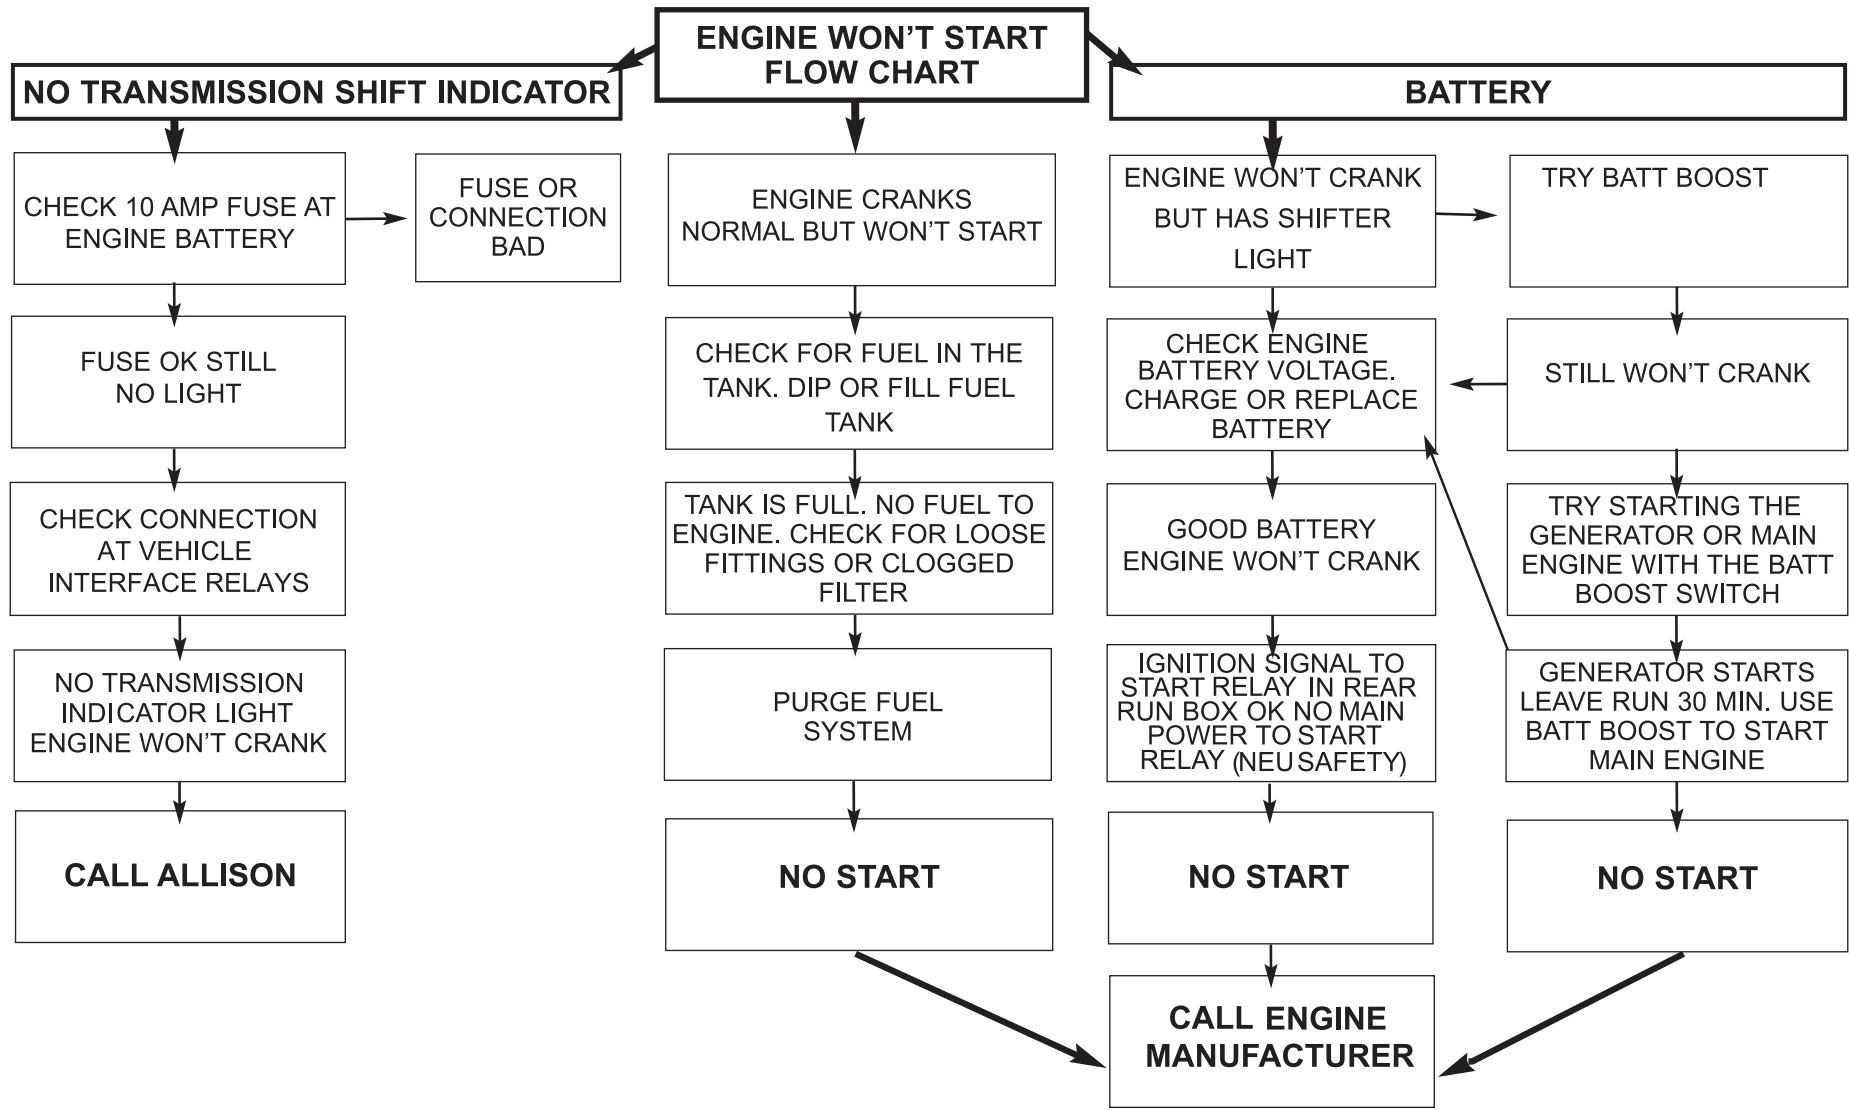 ENGINE WON'T START
FLOW CHART
NO TRANSMISSION SHIFT INDICATOR
CHECK 10 AMP FUSE AT
ENGINE BATTERY
FUSE OR
CONNECTION
BAD
FUSE OK STILL
NO LIGHT
CHECK CONNECTION
AT VEHICLE
INTERFACE RELAYS
NO TRANSMISSION
INDICATOR LIGHT
ENGINE WON'T CRANK
CALL ALLISON
ENGINE CRANKS
NORMAL BUT WON'T START
CHECK FOR FUEL IN THE
TANK. DIP OR FILL FUEL
TANK
TANK IS FULL. NO FUEL TO
ENGINE. CHECK FOR LOOSE
FITTINGS OR CLOGGED
FILTER
PURGE FUEL
SYSTEM
NO START
BATTERY
ENGINE WON'T CRANK
BUT HAS SHIFTER
LIGHT
CHECK ENGINE
BATTERY VOLTAGE.
CHARGE OR REPLACE
BATTERY
GOOD BATTERY
ENGINE WON'T CRANK
IGNITION SIGNAL TO
START RELAY IN REAR
RUN BOX OK NO MAIN
POWER TO START
RELAY (NEU SAFETY)
NO START
TRY BATT BOOST
STILL WON'T CRANK
TRY STARTING THE
GENERATOR OR MAIN
ENGINE WITH THE BATT
BOOST SWITCH
GENERATOR STARTS
LEAVE RUN 30 MIN. USE
BATT BOOST TO START
MAIN ENGINE
NO START
CALL ENGINE
MANUFACTURER